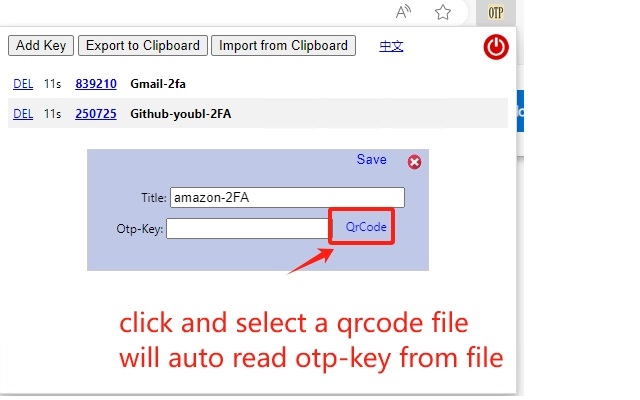 OTP
Add Key Export to Clipboard Import from Clipboard 中文
DEL 11s 839210 Gmail-2fa
DEL 11s 250725 Github-youbl-2FA
Save
Title: amazon-2FA
Otp-Key: QrCode
click and select a qrcode file
will auto read otp-key from file